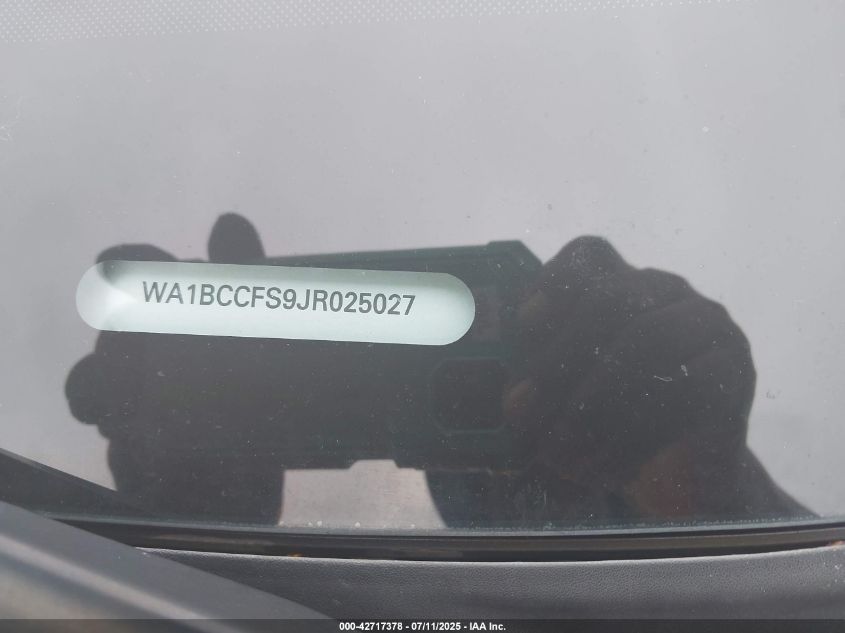 WA1BCCFS9JR025027
000-42717378 - 07/11/2025 - IAA Inc.